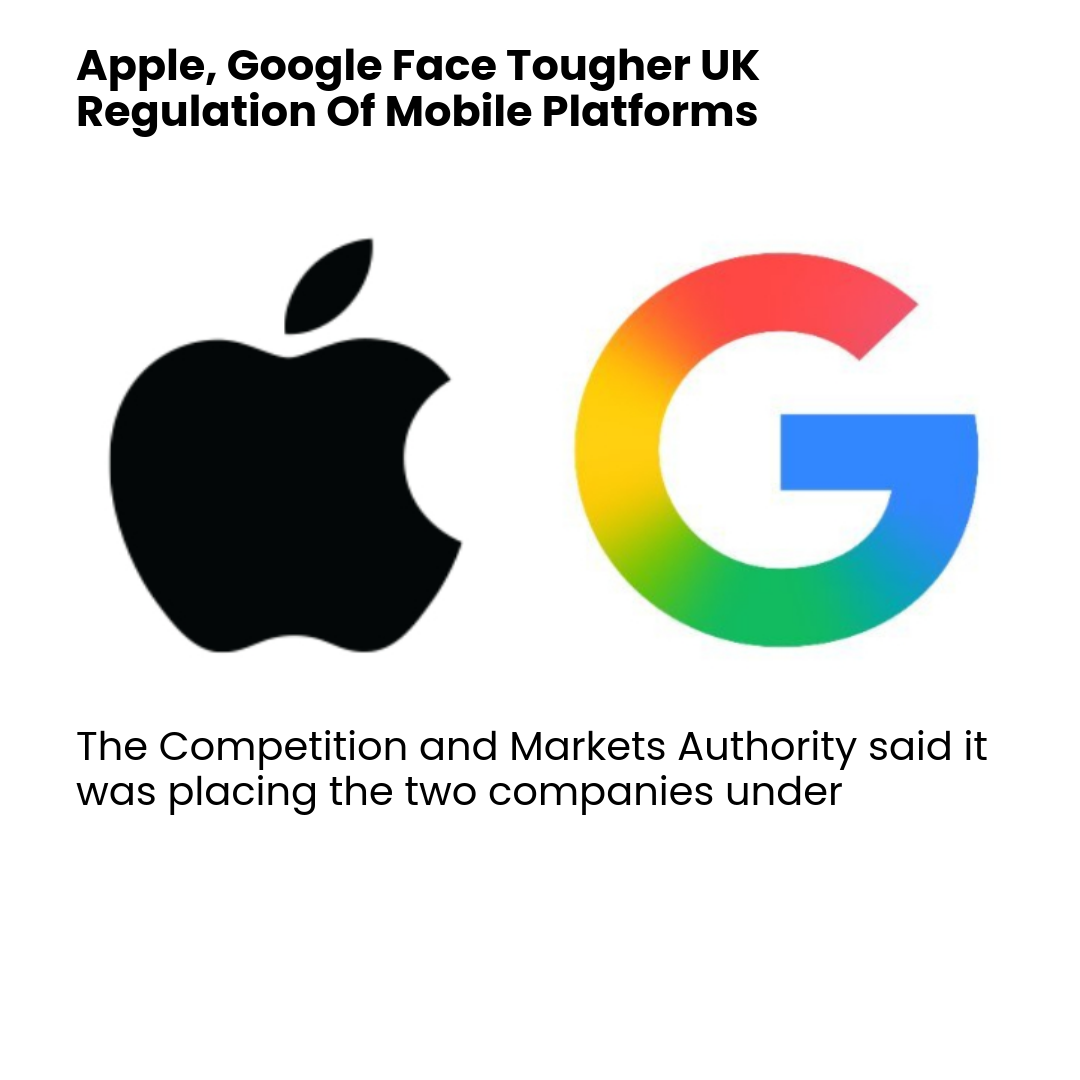 Apple, Google Face Tougher UK
Regulation Of Mobile Platforms
The Competition and Markets Authority said it
was placing the two companies under